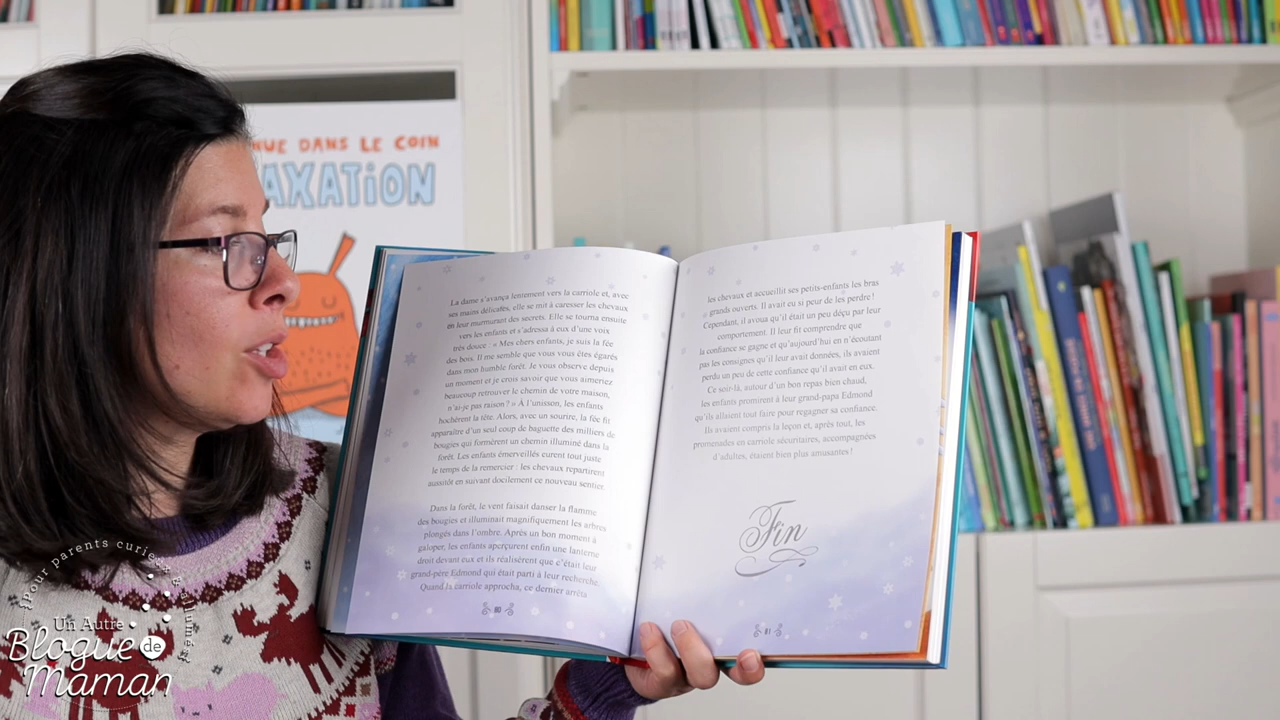 NUE DANS LE COIN
AXATION
La dame s'avança lentement vers la carriole et, avec
ses mains délicates, elle se mit à caresser les chevaux
en leur murmurant des secrets. Elle se tourna ensuite
vers les enfants et s'adressa à eux d'une voix
très douce : « Mes chers enfants, je suis la fée
des bois. Il me semble que vous vous êtes égarés
dans mon humble forêt. Je vous observe depuis
un moment et je crois savoir que vous aimeriez
beaucoup retrouver le chemin de votre maison,
n'ai-je pas raison ? » À l'unisson, les enfants
hochèrent la tête. Alors, avec un sourire, la fée fit
apparaître d'un seul coup de baguette des milliers de
bougies qui formèrent un chemin illuminé dans la
forêt. Les enfants émerveillés eurent tout juste
le temps de la remercier : les chevaux repartirent
aussitôt en suivant docilement ce nouveau sentier.
Dans la forêt, le vent faisait danser la flamme
des bougies et illuminait magnifiquement les arbres
plongés dans l'ombre. Après un bon moment à
galoper, les enfants aperçurent enfin une lanterne
droit devant eux et ils réalisèrent que c'était leur
grand-père Edmond qui était parti à leur recherche.
Quand la carriole approcha, ce dernier arrêta
80
les chevaux et accueillit ses petits-enfants les bras
grands ouverts. Il avait eu si peur de les perdre !
Cependant, il avoua qu'il était un peu déçu par leur
comportement. Il leur fit comprendre que
la confiance se gagne et qu'aujourd'hui en n'écoutant
pas les consignes qu'il leur avait données, ils avaient
perdu un peu de cette confiance qu'il avait en eux.
Ce soir-là, autour d'un bon repas bien chaud,
les enfants promirent à leur grand-papa Edmond
qu'ils allaient tout faire pour regagner sa confiance.
Ils avaient compris la leçon et, après tout, les
promenades en carriole sécuritaires, accompagnées
d'adultes, étaient bien plus amusantes !
Fin
81
Pour parents curieux & allumés
Un Autre
Blogue de
Maman